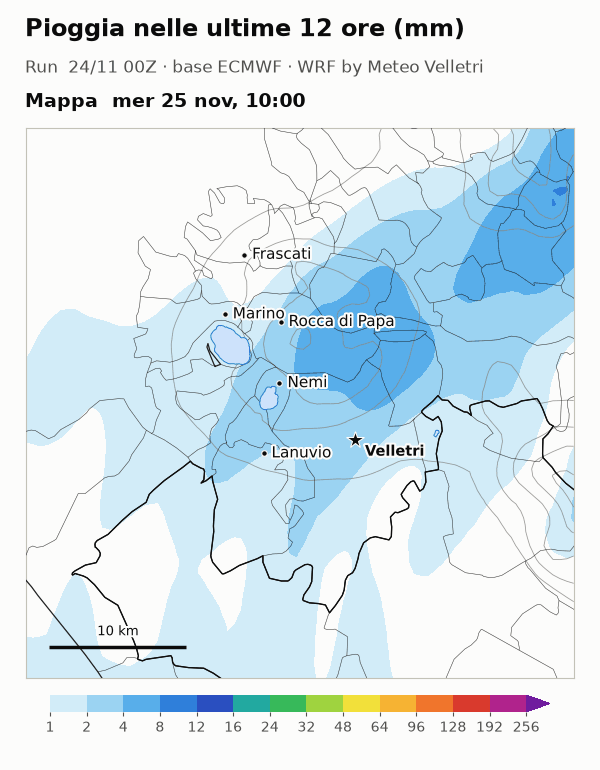 Pioggia nelle ultime 12 ore (mm)
Run 24/11 00Z · base ECMWF · WRF by Meteo Velletri
Mappa mer 25 nov, 10:00
Frascati
Marino
Rocca di Papa
Nemi
Velletri
Lanuvio
10 km
1 2 4 8 12 16 24 32 48 64 96 128 192 256